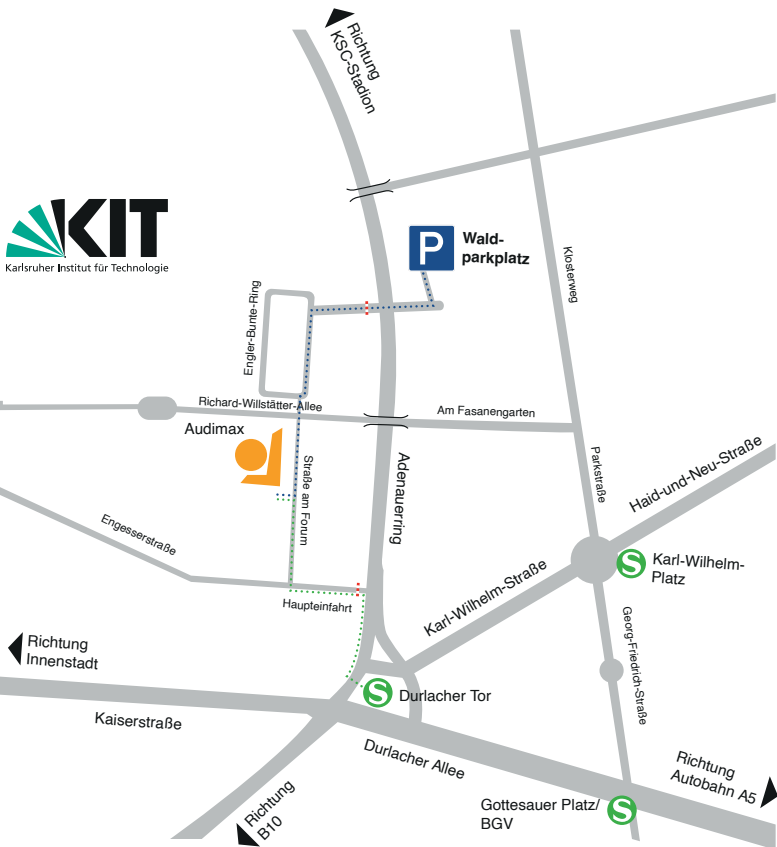 Richtung
KSC-Stadion
KIT
Karlsruher Institut für Technologie
P
Wald-
parkplatz
Klosterweg
Engler-Bunte-Ring
Richard-Willstätter-Allee
Am Fasanengarten
Audimax
Straße am Forum
Adenauerring
Parkstraße
Haid-und-Neu-Straße
Engesserstraße
S
Karl-Wilhelm-
Platz
Karl-Wilhelm-Straße
Haupteinfahrt
Georg-Friedrich-Straße
Richtung
Innenstadt
S
Durlacher Tor
Kaiserstraße
Durlacher Allee
Richtung
Autobahn A5
Richtung
B10
Gottesauer Platz/
BGV
S